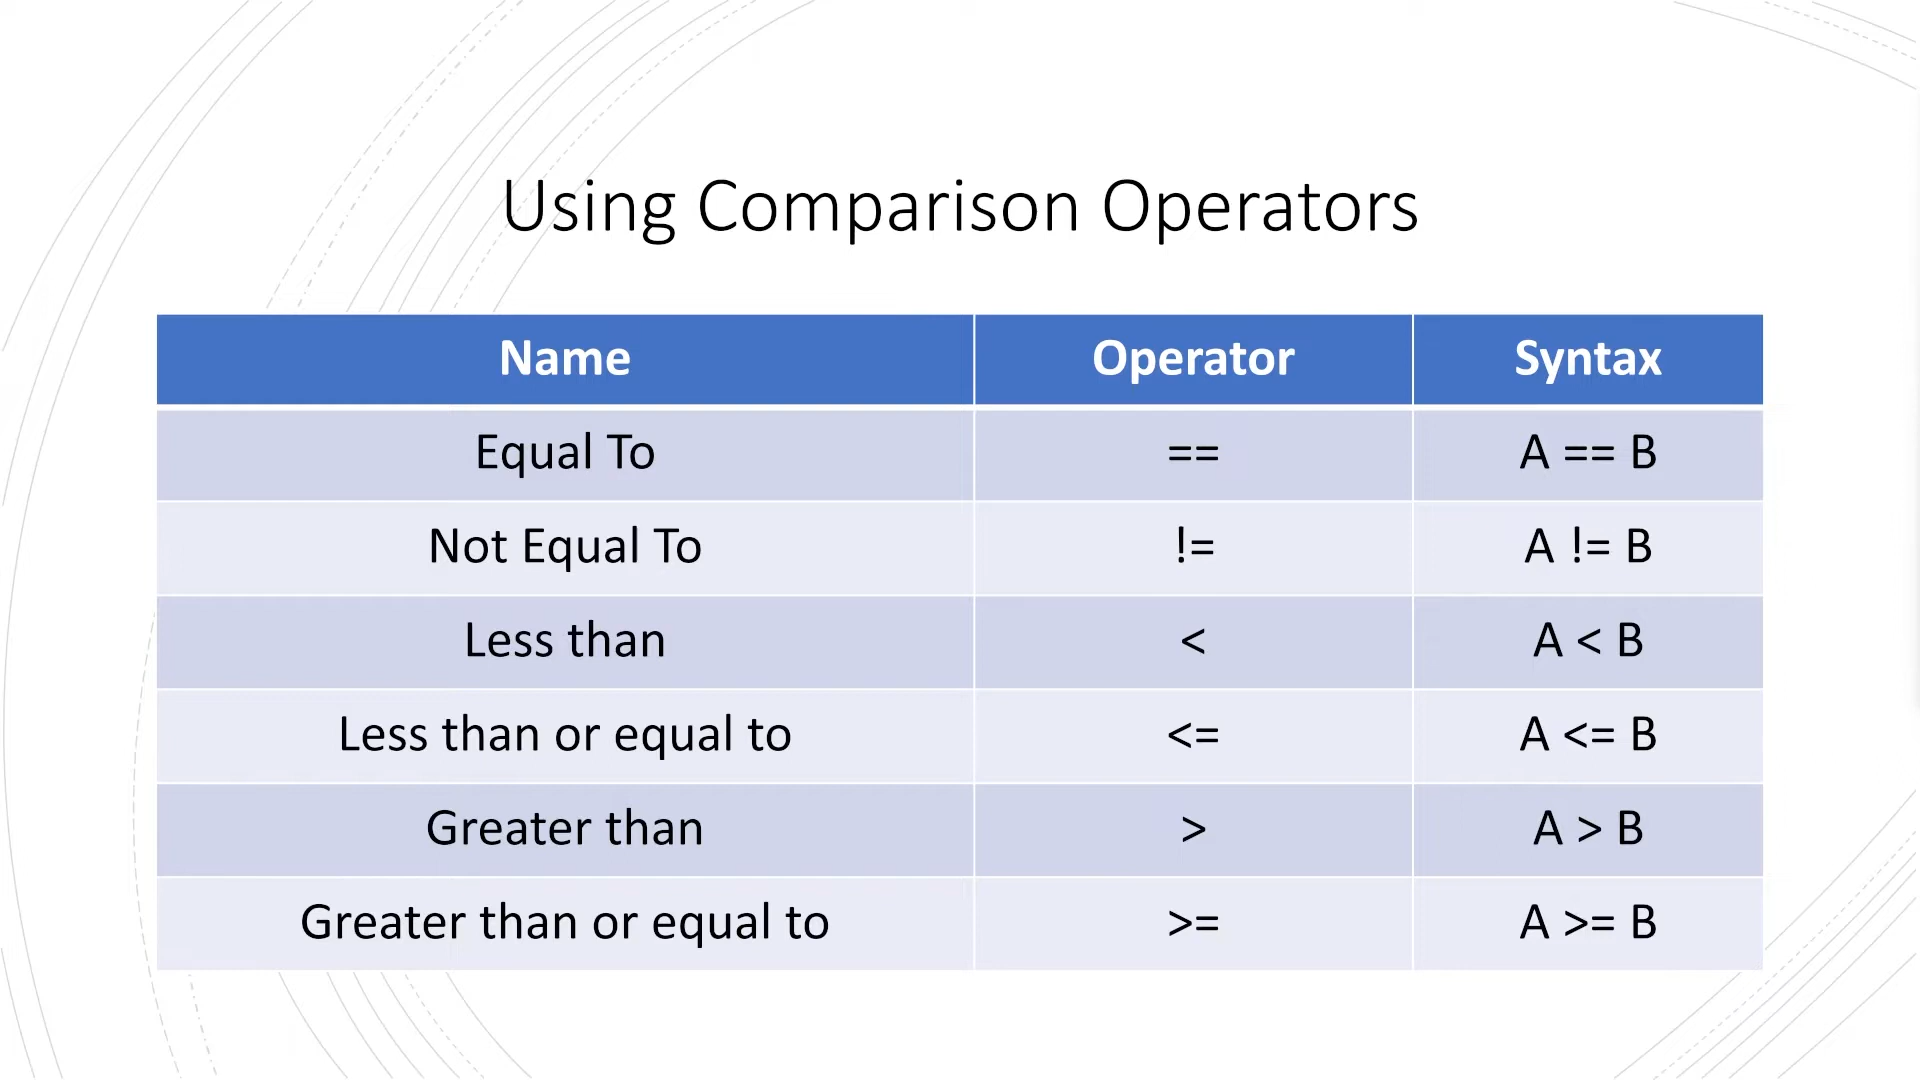 Using Comparison Operators
Name Operator Syntax
Equal To == A == B
Not Equal To != A != B
Less than < A < B
Less than or equal to <= A <= B
Greater than > A > B
Greater than or equal to >= A >= B